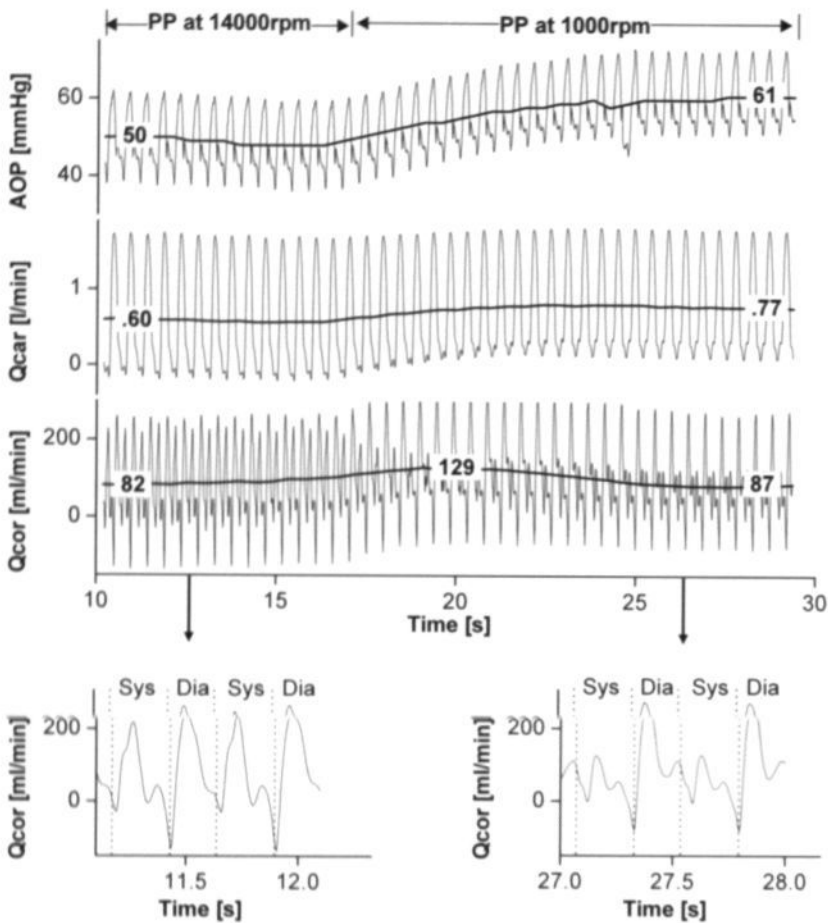 PP at 14000rpm PP at 1000rpm
AOP [mmHg]
60
40
50
61
Qcar [l/min]
1
0
.60
.77
Qcor [ml/min]
200
0
82
129
87
10 15 20 25 30
Time [s]
Sys Dia Sys Dia
Qcor [ml/min]
200
0
11.5 12.0
Time [s]
Sys Dia Sys Dia
Qcor [ml/min]
200
0
27.0 27.5 28.0
Time [s]